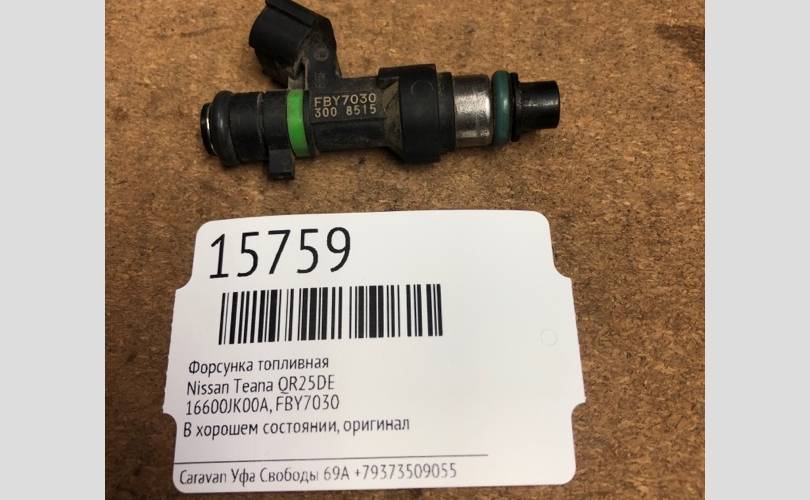 FBY7030
300 8515
15759
Форсунка топливная
Nissan Teana QR25DE
16600JK00A, FBY7030
В хорошем состоянии, оригинал
Caravan Уфа Свободы 69А +79373509055